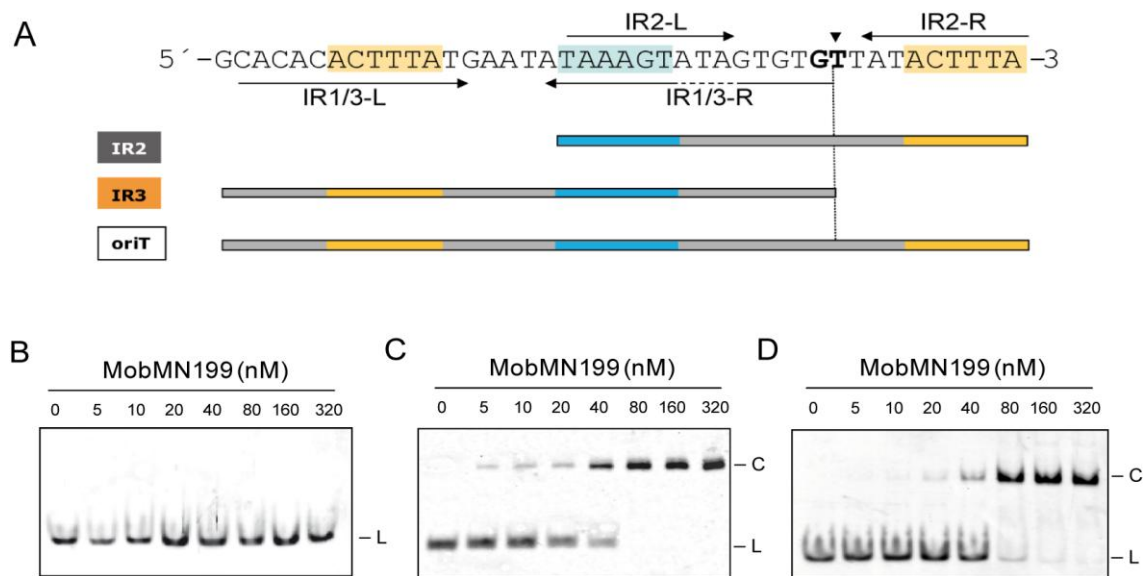 A
IR2-L IR2-R
5´-GCACACACTTTATGAATATAAAGTATAGTGTGTTATACTTTA-3
IR1/3-L IR1/3-R
IR2
IR3
oriT
B C D
MobMN199 (nM) MobMN199 (nM) MobMN199 (nM)
0 5 10 20 40 80 160 320 0 5 10 20 40 80 160 320 0 5 10 20 40 80 160 320
– C – C
– L – L – L